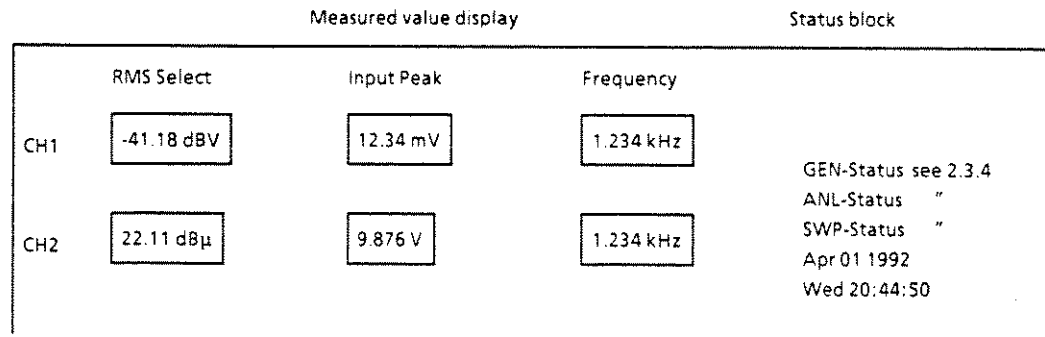 Measured value display Status block
RMS Select Input Peak Frequency
CH1 -41.18 dBV 12.34 mV 1.234 kHz
GEN-Status see 2.3.4
ANL-Status "
CH2 22.11 dBµ 9.876 V 1.234 kHz
SWP-Status "
Apr 01 1992
Wed 20:44:50